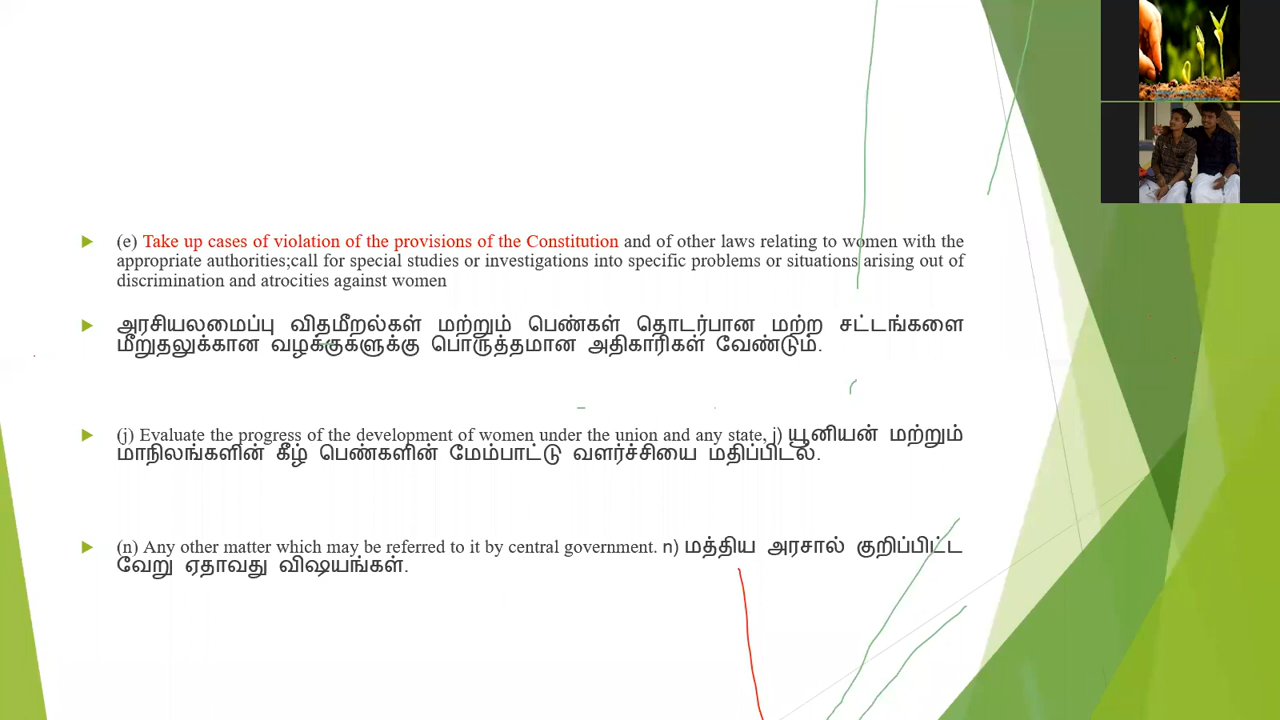 (e) Take up cases of violation of the provisions of the Constitution and of other laws relating to women with the
appropriate authorities;call for special studies or investigations into specific problems or situations arising out of
discrimination and atrocities against women
அரசியலமைப்பு விதமீறல்கள் மற்றும் பெண்கள் தொடர்பான மற்ற சட்டங்களை
மீறுதலுக்கான வழக்குகளுக்கு பொருத்தமான அதிகாரிகள் வேண்டும்.
(j) Evaluate the progress of the development of women under the union and any state, j) யூனியன் மற்றும்
மாநிலங்களின் கீழ் பெண்களின் மேம்பாட்டு வளர்ச்சியை மதிப்பிடல்.
(n) Any other matter which may be referred to it by central government. n) மத்திய அரசால் குறிப்பிட்ட
வேறு ஏதாவது விஷயங்கள்.